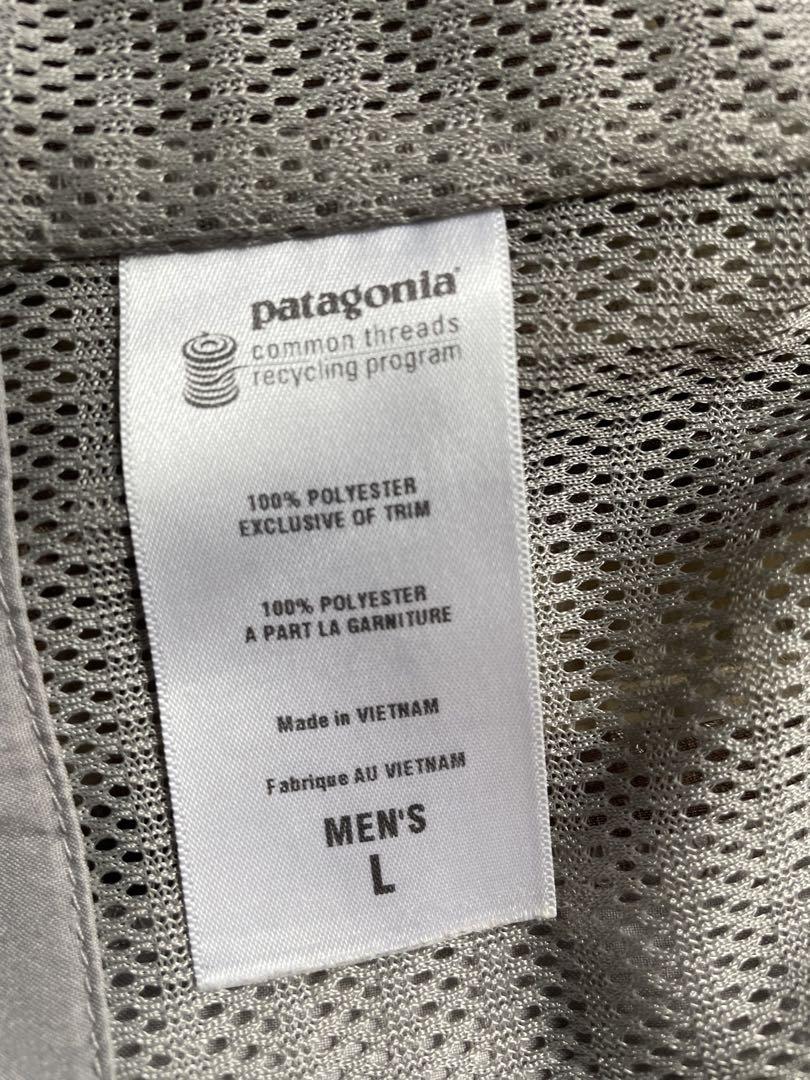 patagonia®
common threads
recycling program
100% POLYESTER
EXCLUSIVE OF TRIM
100% POLYESTER
A PART LA GARNITURE
Made in VIETNAM
Fabrique AU VIETNAM
MEN'S
L